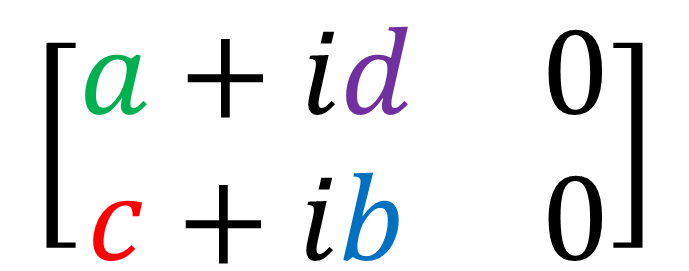 [a + id 0]
[c + ib 0]